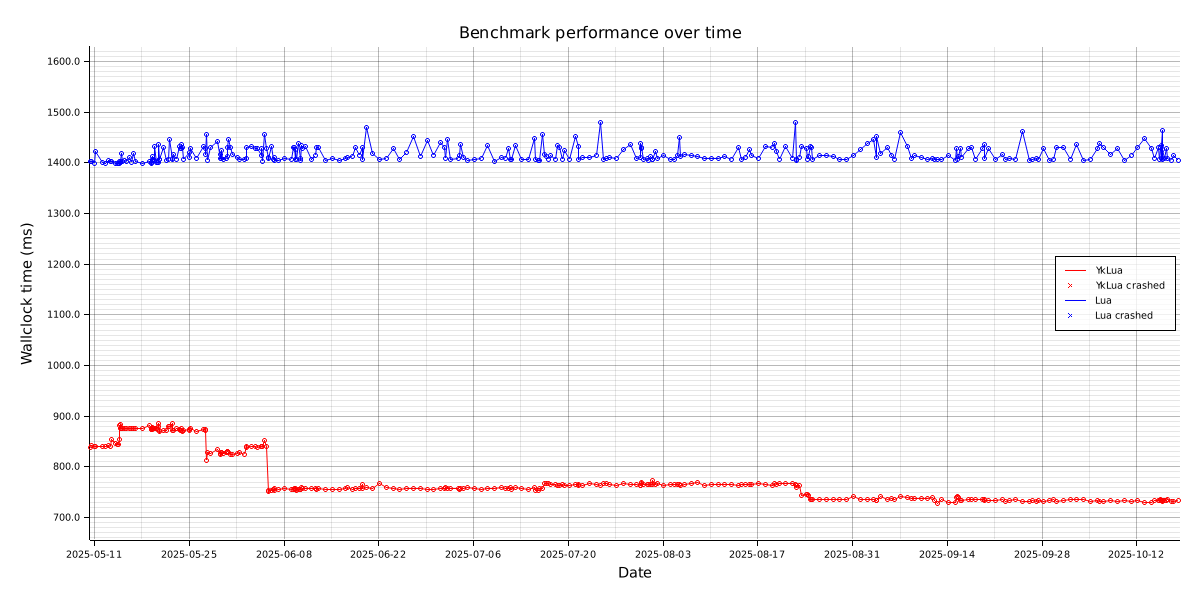 Benchmark performance over time
Wallclock time (ms)
1600.0
1500.0
1400.0
1300.0
1200.0
1100.0
1000.0
900.0
800.0
700.0
YkLua
YkLua crashed
Lua
Lua crashed
2025-05-11 2025-05-25 2025-06-08 2025-06-22 2025-07-06 2025-07-20 2025-08-03 2025-08-17 2025-08-31 2025-09-14 2025-09-28 2025-10-12
Date